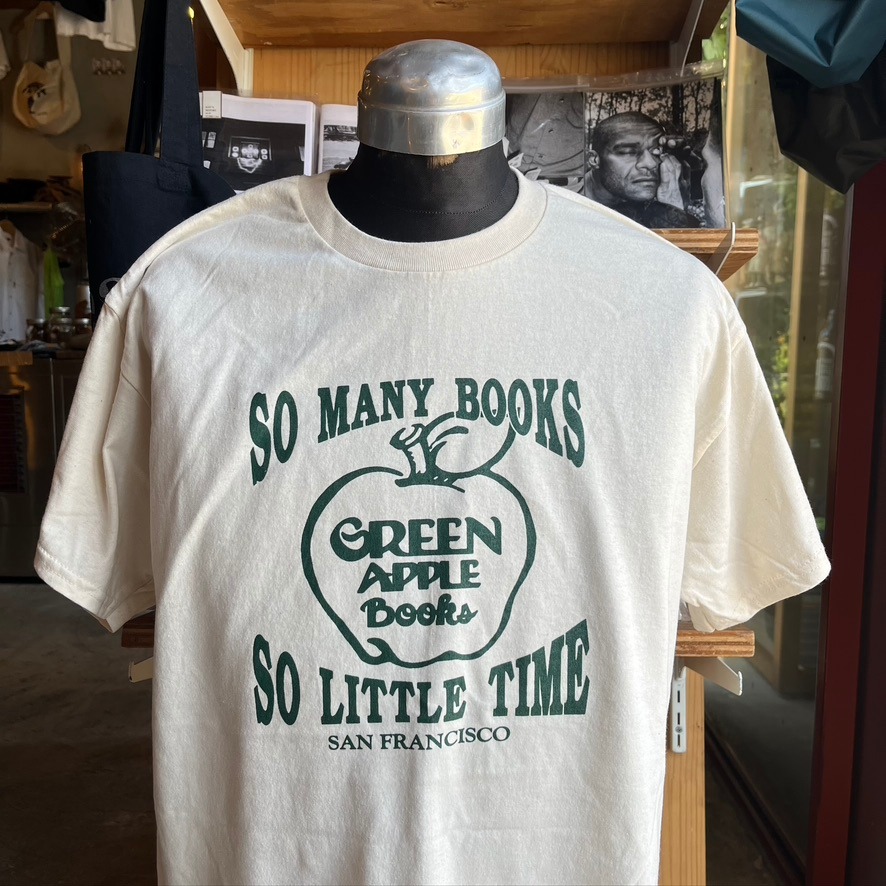 SO MANY BOOKS
GREEN
APPLE
Books
SO LITTLE TIME
SAN FRANCISCO